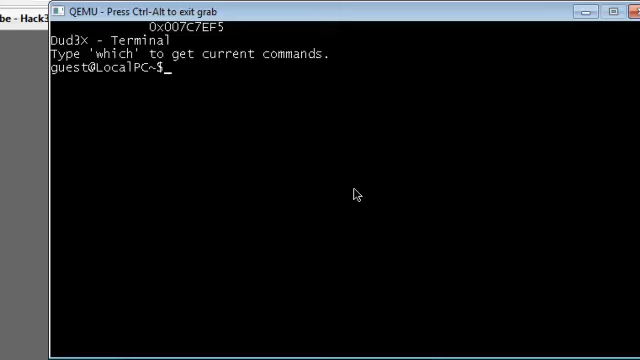 QEMU - Press Ctrl-Alt to exit grab
be - Hack3
0x007C7EF5
Dud3X - Terminal
Type 'which' to get current commands.
guest@LocalPC~$_